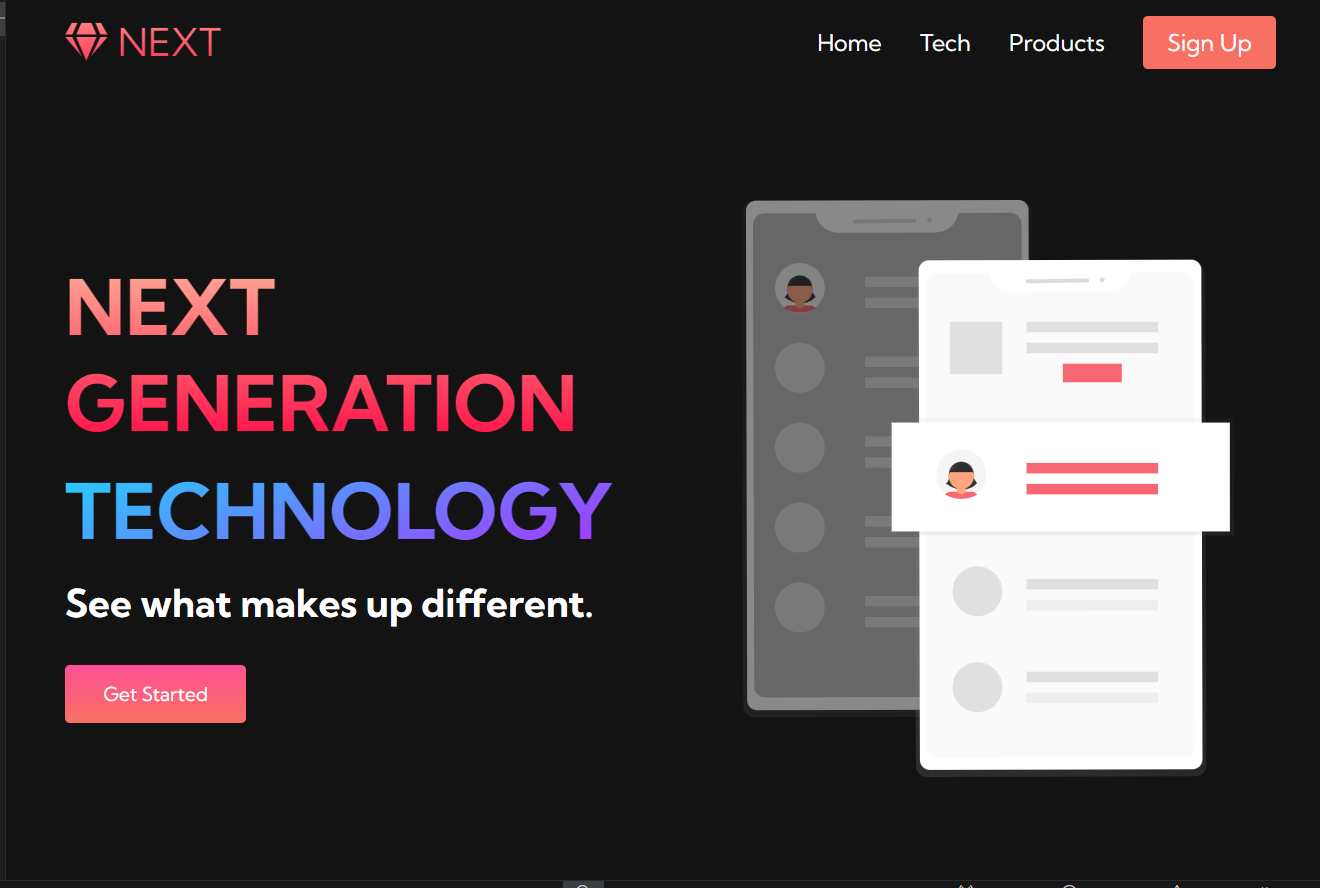 NEXT
Home Tech Products Sign Up
NEXT
GENERATION
TECHNOLOGY
See what makes up different.
Get Started